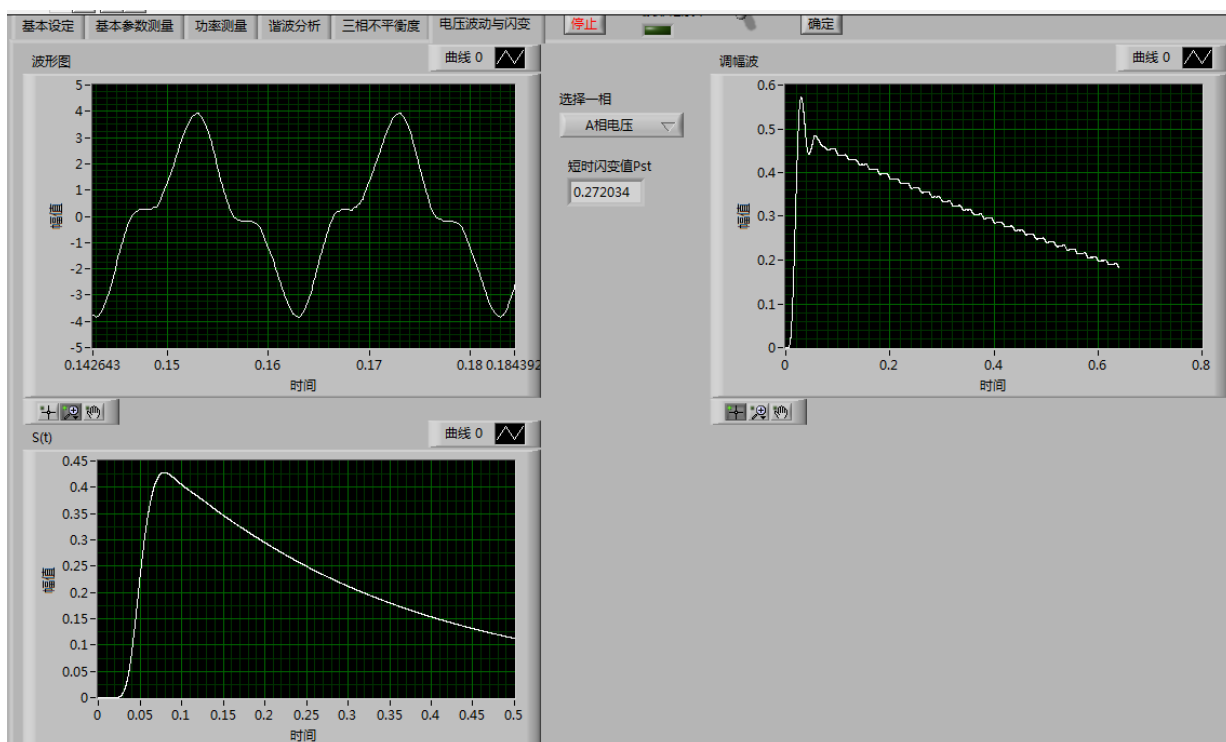 基本设定 基本参数测量 功率测量 谐波分析 三相不平衡度 电压波动与闪变 停止 确定
波形图 曲线 0
5
4
3
2
1
0
-1
-2
-3
-4
-5
幅值
0.142643 0.15 0.16 0.17 0.18 0.184392
时间
选择一相
A相电压
短时闪变值Pst
0.272034
调幅波 曲线 0
0.6
0.5
0.4
0.3
0.2
0.1
0
幅值
0 0.2 0.4 0.6 0.8
时间
S(t) 曲线 0
0.45
0.4
0.35
0.3
0.25
0.2
0.15
0.1
0.05
0
幅值
0 0.05 0.1 0.15 0.2 0.25 0.3 0.35 0.4 0.45 0.5
时间